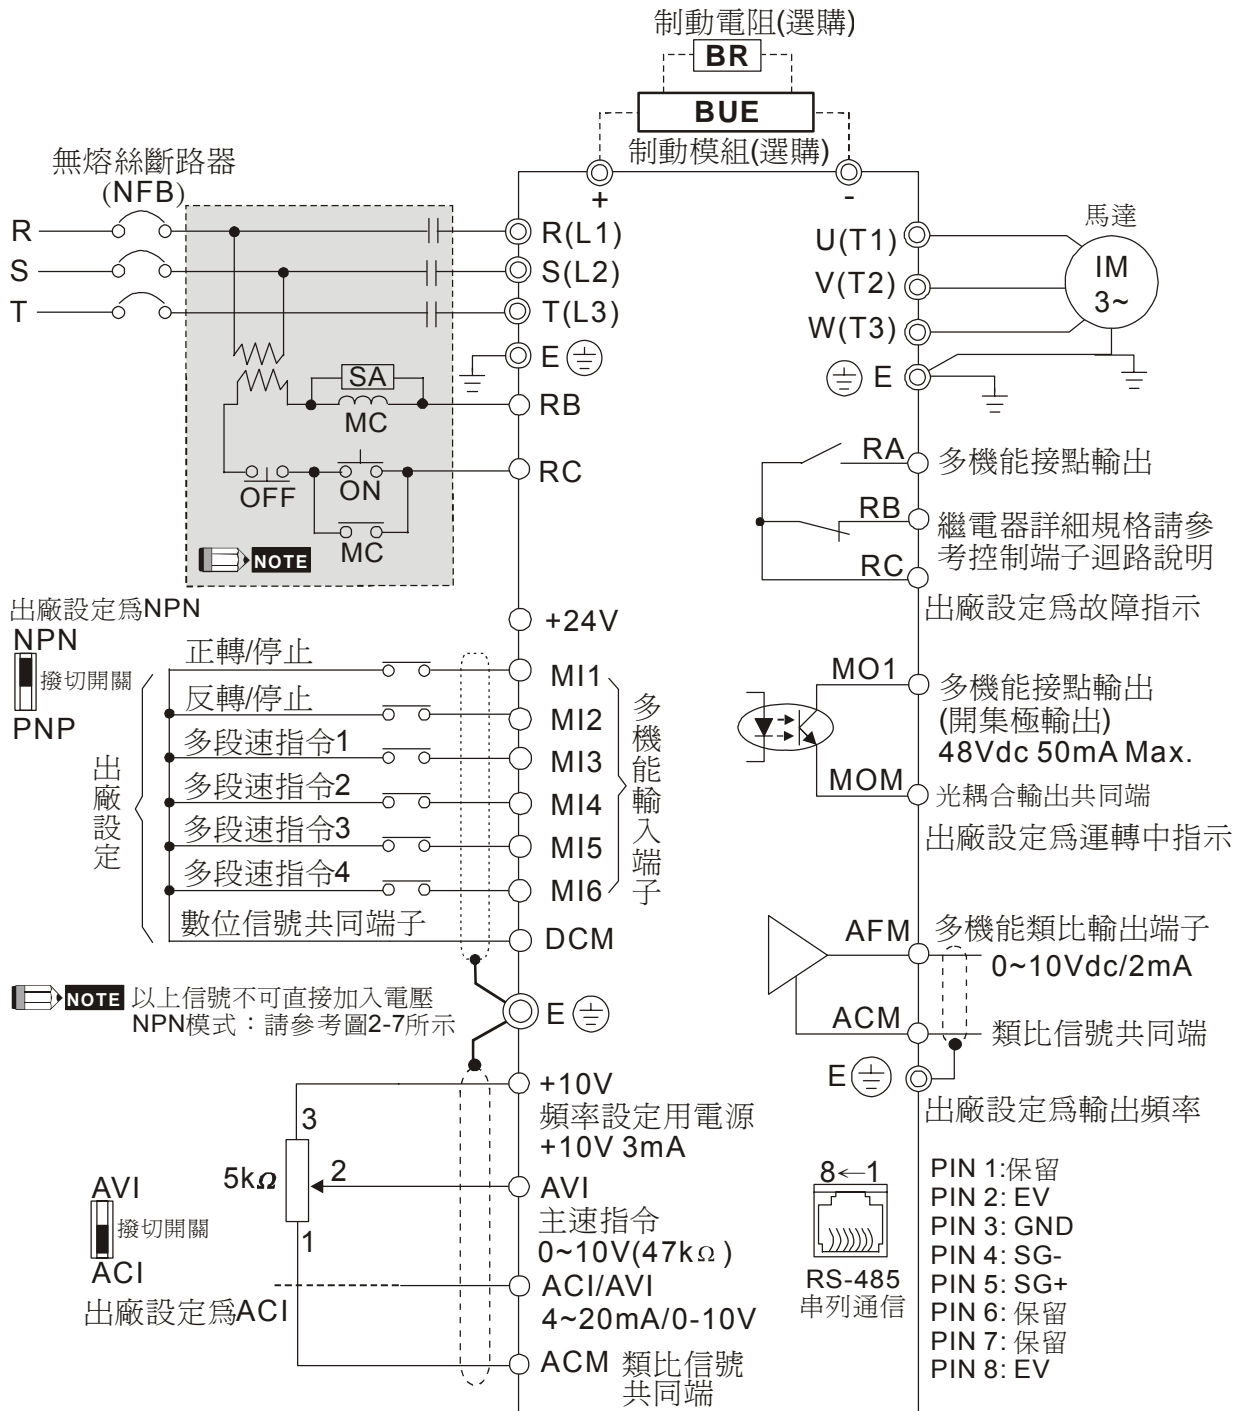 制動電阻(選購)
BR
BUE
制動模組(選購)
+
-
無熔絲斷路器
(NFB)
R
S
T
R(L1)
S(L2)
T(L3)
E
SA
MC
RB
OFF
ON
MC
RC
NOTE
馬達
U(T1)
V(T2)
W(T3)
IM
3~
E
RA
多機能接點輸出
RB
繼電器詳細規格請參
考控制端子迴路說明
RC
出廠設定爲故障指示
出廠設定爲NPN
NPN
撥切開關
PNP
+24V
正轉/停止
MI1
反轉/停止
MI2
多段速指令1
MI3
多段速指令2
MI4
多段速指令3
MI5
多段速指令4
MI6
數位信號共同端子
DCM
出廠設定
多機能輸入端子
NOTE
以上信號不可直接加入電壓
NPN模式：請參考圖2-7所示
E
MO1
多機能接點輸出
(開集極輸出)
48Vdc 50mA Max.
MOM
光耦合輸出共同端
出廠設定爲運轉中指示
AFM
多機能類比輸出端子
0~10Vdc/2mA
ACM
類比信號共同端
E
出廠設定爲輸出頻率
+10V
頻率設定用電源
+10V 3mA
3
5kΩ
2
1
AVI
主速指令
0~10V(47kΩ)
AVI
撥切開關
ACI
出廠設定爲ACI
ACI/AVI
4~20mA/0-10V
ACM 類比信號
共同端
8←1
RS-485
串列通信
PIN 1:保留
PIN 2: EV
PIN 3: GND
PIN 4: SG-
PIN 5: SG+
PIN 6: 保留
PIN 7: 保留
PIN 8: EV